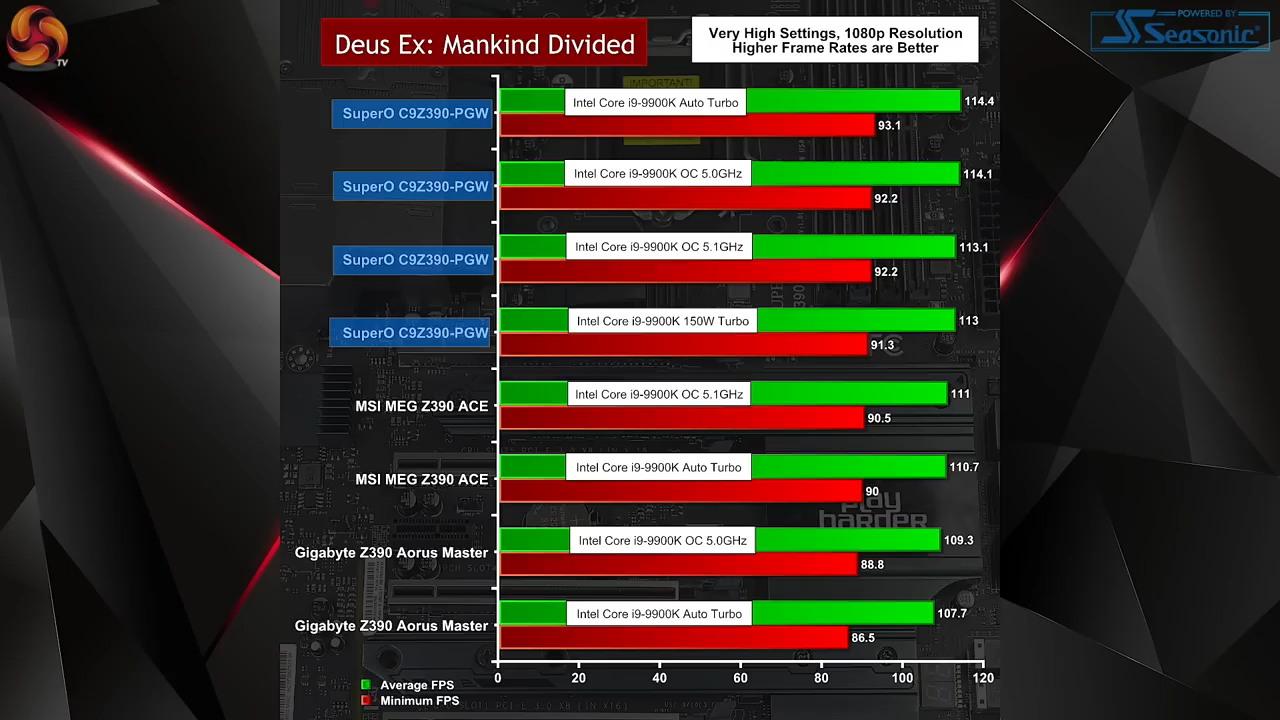 TV
Deus Ex: Mankind Divided
Very High Settings, 1080p Resolution
Higher Frame Rates are Better
POWERED BY
Seasonic
IMPORTANT!
SuperO C9Z390-PGW
Intel Core i9-9900K Auto Turbo
114.4
93.1
SuperO C9Z390-PGW
Intel Core i9-9900K OC 5.0GHz
114.1
92.2
SuperO C9Z390-PGW
Intel Core i9-9900K OC 5.1GHz
113.1
92.2
SuperO C9Z390-PGW
Intel Core i9-9900K 150W Turbo
113
91.3
MSI MEG Z390 ACE
Intel Core i9-9900K OC 5.1GHz
111
90.5
MSI MEG Z390 ACE
Intel Core i9-9900K Auto Turbo
110.7
90
Play
harder
Gigabyte Z390 Aorus Master
Intel Core i9-9900K OC 5.0GHz
109.3
88.8
Gigabyte Z390 Aorus Master
Intel Core i9-9900K Auto Turbo
107.7
86.5
0 20 40 60 80 100 120
Average FPS
Minimum FPS